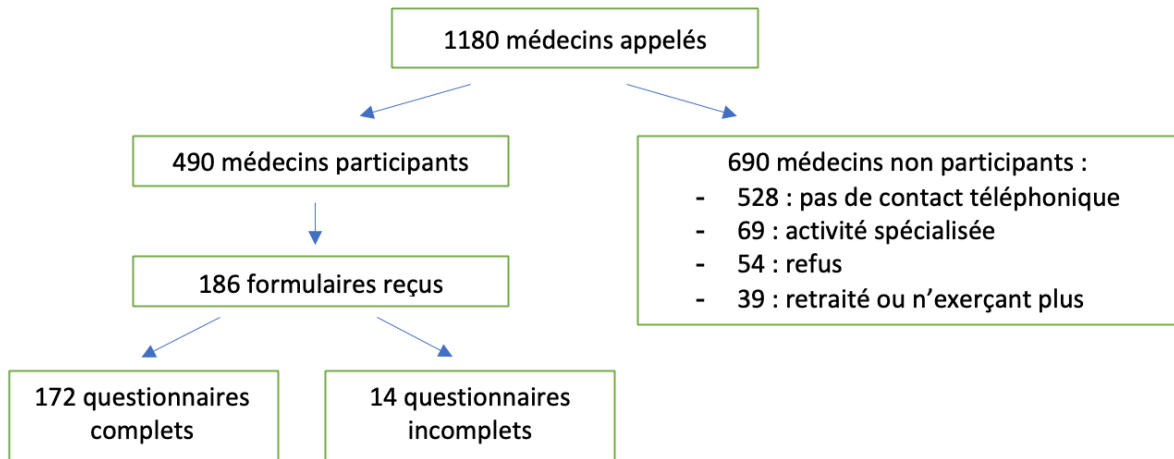 1180 médecins appelés
490 médecins participants
690 médecins non participants :
- 528 : pas de contact téléphonique
- 69 : activité spécialisée
- 54 : refus
- 39 : retraité ou n’exerçant plus
186 formulaires reçus
172 questionnaires
complets
14 questionnaires
incomplets